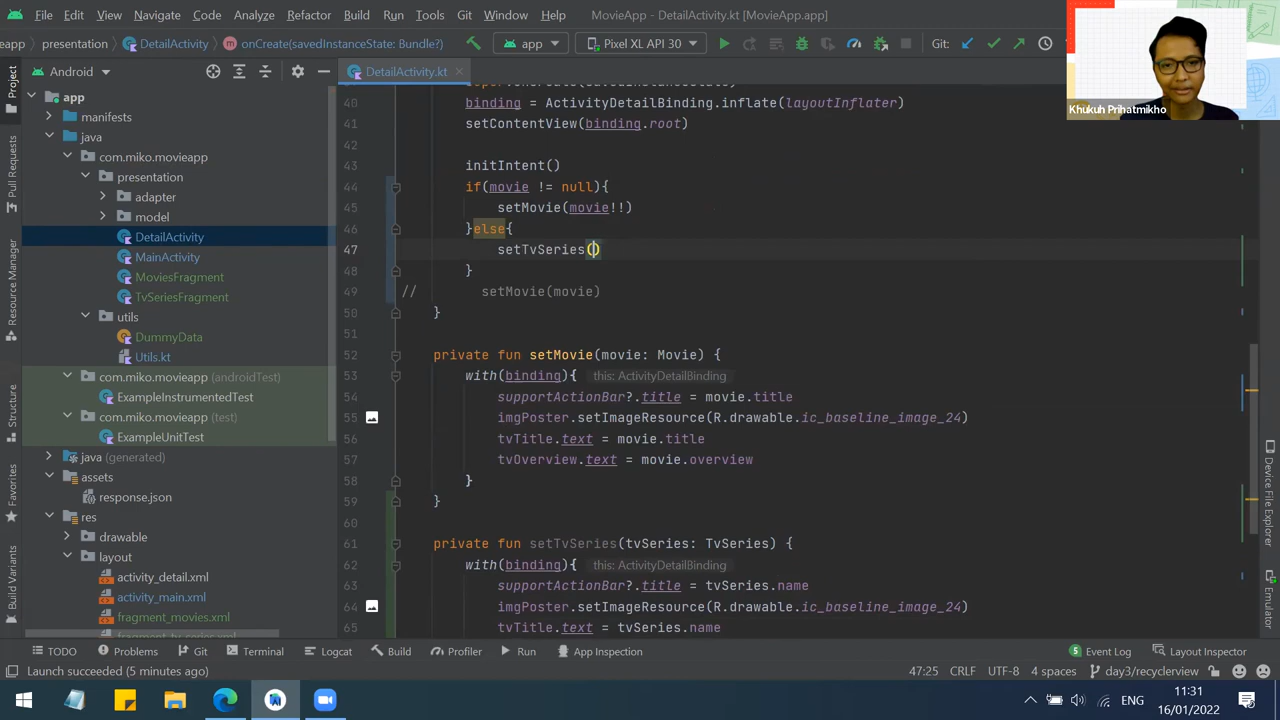 File Edit View Navigate Code Analyze Refactor Build Run Tools Git Window Help MovieApp - DetailActivity.kt [MovieApp.app]
eapp presentation DetailActivity onCreate(savedInstanceState: Bundle?) app Pixel 4 API 30 Git:
Khukuh Prihatmikho
Project
Pull Requests
Resource Manager
Structure
Favorites
Build Variants
Android
app
manifests
java
com.miko.movieapp
presentation
adapter
model
DetailActivity
MainActivity
MoviesFragment
TvSeriesFragment
utils
DummyData
Utils.kt
com.miko.movieapp (androidTest)
ExampleInstrumentedTest
com.miko.movieapp (test)
ExampleUnitTest
java (generated)
assets
response.json
res
drawable
layout
activity_detail.xml
activity_main.xml
fragment_movies.xml
DetailActivity.kt
40 binding = ActivityDetailBinding.inflate(layoutInflater)
41 setContentView(binding.root)
42
43 initIntent()
44 if(movie != null){
45 setMovie(movie!!)
46 }else{
47 setTvSeries()
48 }
49 // setMovie(movie)
50 }
51
52 private fun setMovie(movie: Movie) {
53 with(binding){ this: ActivityDetailBinding
54 supportActionBar?.title = movie.title
55 imgPoster.setImageResource(R.drawable.ic_baseline_image_24)
56 tvTitle.text = movie.title
57 tvOverview.text = movie.overview
58 }
59 }
60
61 private fun setTvSeries(tvSeries: TvSeries) {
62 with(binding){ this: ActivityDetailBinding
63 supportActionBar?.title = tvSeries.name
64 imgPoster.setImageResource(R.drawable.ic_baseline_image_24)
65 tvTitle.text = tvSeries.name
Device File Explorer
Emulator
TODO Problems Git Terminal Logcat Build Profiler Run App Inspection 5 Event Log Layout Inspector
Launch succeeded (5 minutes ago) 47:25 CRLF UTF-8 4 spaces day3/recyclerview
ENG 11:31
16/01/2022